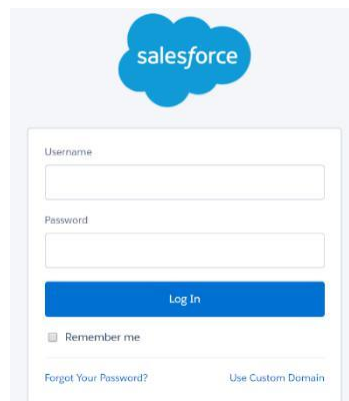 salesforce
Username
Password
Log In
Remember me
Forgot Your Password? Use Custom Domain